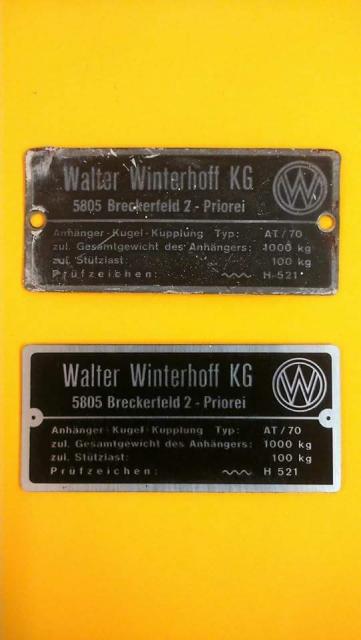 Walter Winterhoff KG
5805 Breckerfeld 2 - Priorei
Anhänger-Kugel-Kupplung Typ: AT/70
zul. Gesamtgewicht des Anhängers: 1000 kg
zul. Stützlast: 100 kg
Prüfzeichen: H-521
W
Walter Winterhoff KG
5805 Breckerfeld 2 - Priorei
Anhänger-Kugel-Kupplung Typ: AT/70
zul. Gesamtgewicht des Anhängers: 1000 kg
zul. Stützlast: 100 kg
Prüfzeichen: H 521
W